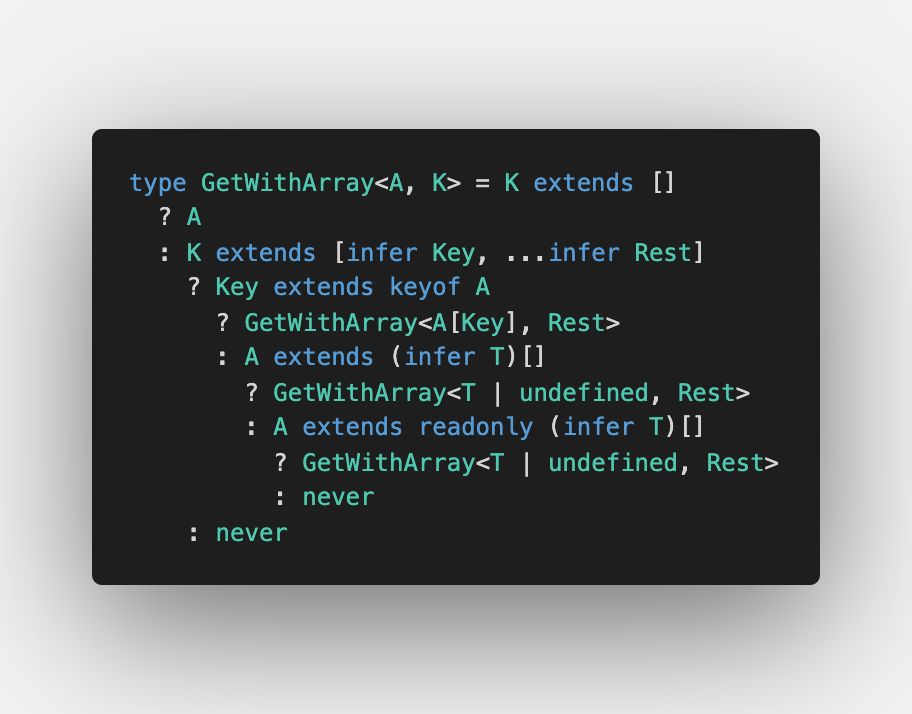 type GetWithArray<A, K> = K extends []
  ? A
  : K extends [infer Key, ...infer Rest]
    ? Key extends keyof A
      ? GetWithArray<A[Key], Rest>
      : A extends (infer T)[]
        ? GetWithArray<T | undefined, Rest>
        : A extends readonly (infer T)[]
          ? GetWithArray<T | undefined, Rest>
          : never
    : never